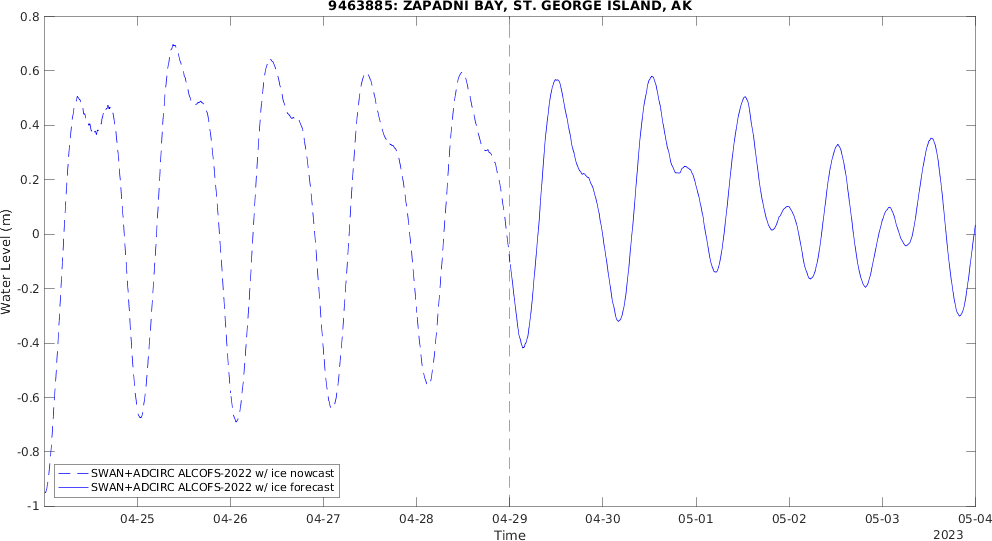 9463885: ZAPADNI BAY, ST. GEORGE ISLAND, AK
0.8
0.6
0.4
0.2
0
-0.2
-0.4
-0.6
-0.8
-1
Water Level (m)
SWAN+ADCIRC ALCOFS-2022 w/ ice nowcast
SWAN+ADCIRC ALCOFS-2022 w/ ice forecast
04-25 04-26 04-27 04-28 04-29 04-30 05-01 05-02 05-03 05-04
Time
2023